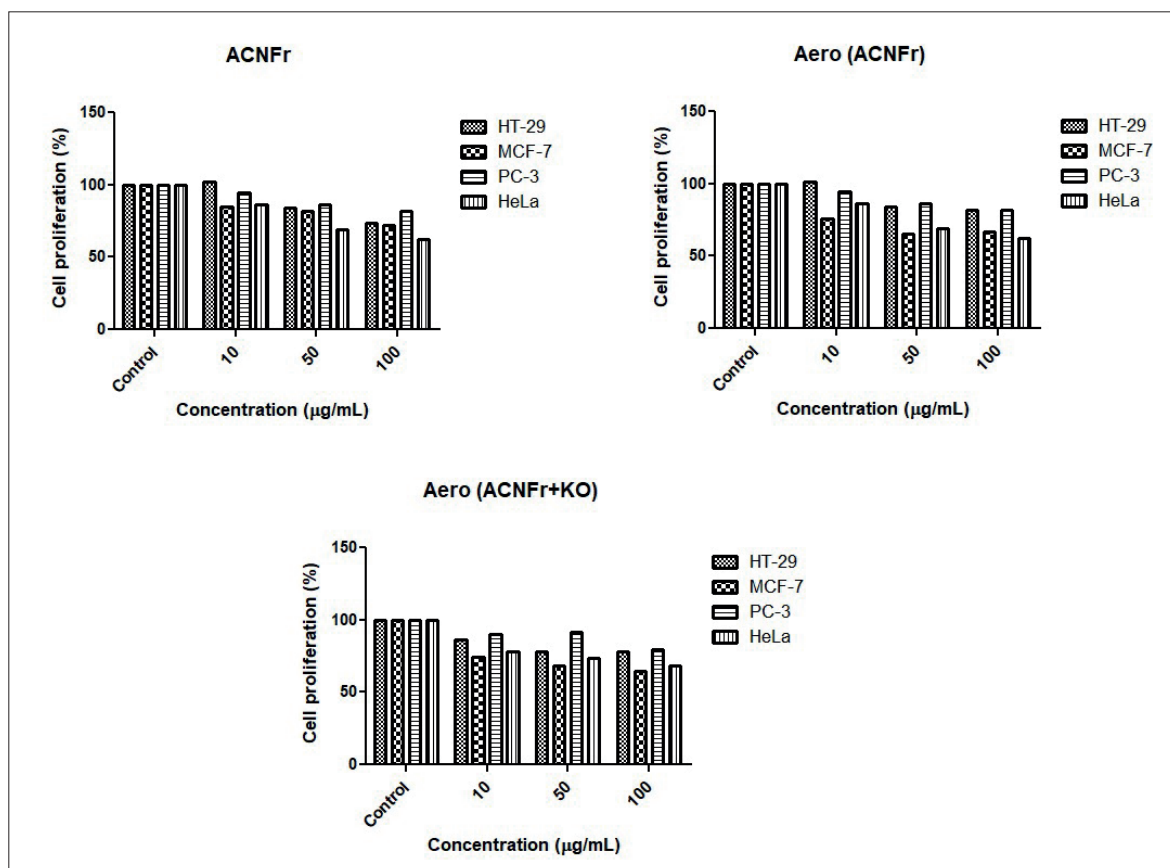 ACNFr
Cell proliferation (%)
150
100
50
0
Control
10
50
100
Concentration (µg/mL)
HT-29
MCF-7
PC-3
HeLa
Aero (ACNFr)
Cell proliferation (%)
150
100
50
0
Control
10
50
100
Concentration (µg/mL)
HT-29
MCF-7
PC-3
HeLa
Aero (ACNFr+KO)
Cell proliferation (%)
150
100
50
0
Control
10
50
100
Concentration (µg/mL)
HT-29
MCF-7
PC-3
HeLa